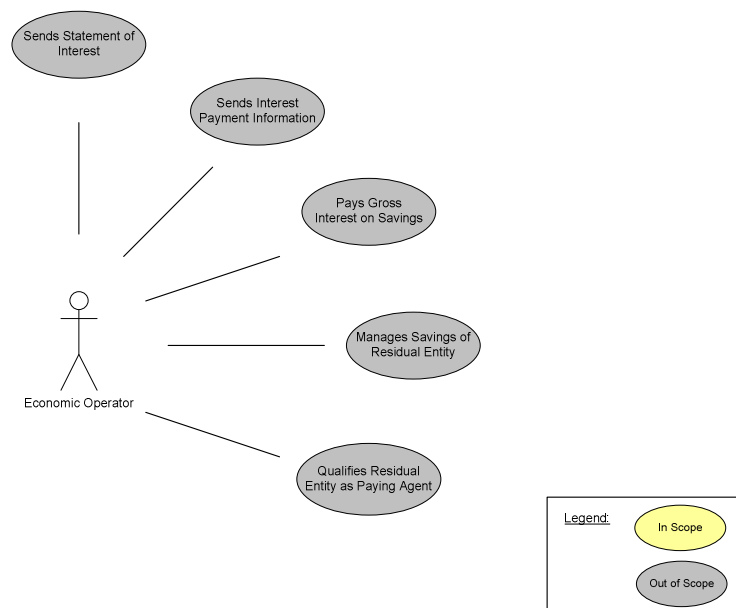 Sends Statement of
Interest
Sends Interest
Payment Information
Pays Gross
Interest on Savings
Manages Savings of
Residual Entity
Economic Operator
Qualifies Residual
Entity as Paying Agent
Legend:
In Scope
Out of Scope